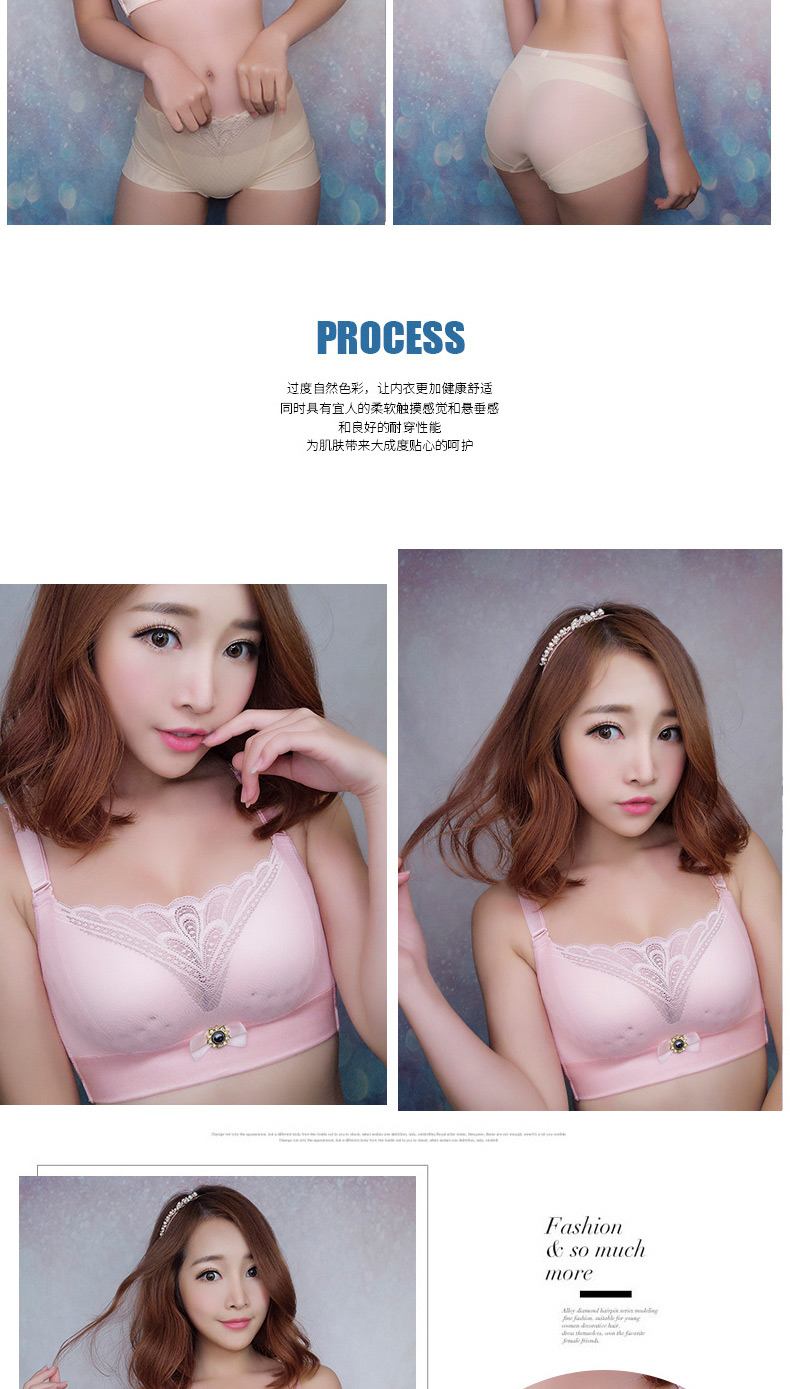 PROCESS
过度自然色彩，让内衣更加健康舒适
同时具有宜人的柔软触摸感觉和悬垂感
和良好的耐穿性能
为肌肤带来大成度贴心的呵护
Fashion
& so much
more
Alloy diamond hairpin series modeling
fine fashion, suitable for young
women decorative hair,
dress themselves, won the favorite
female friends.